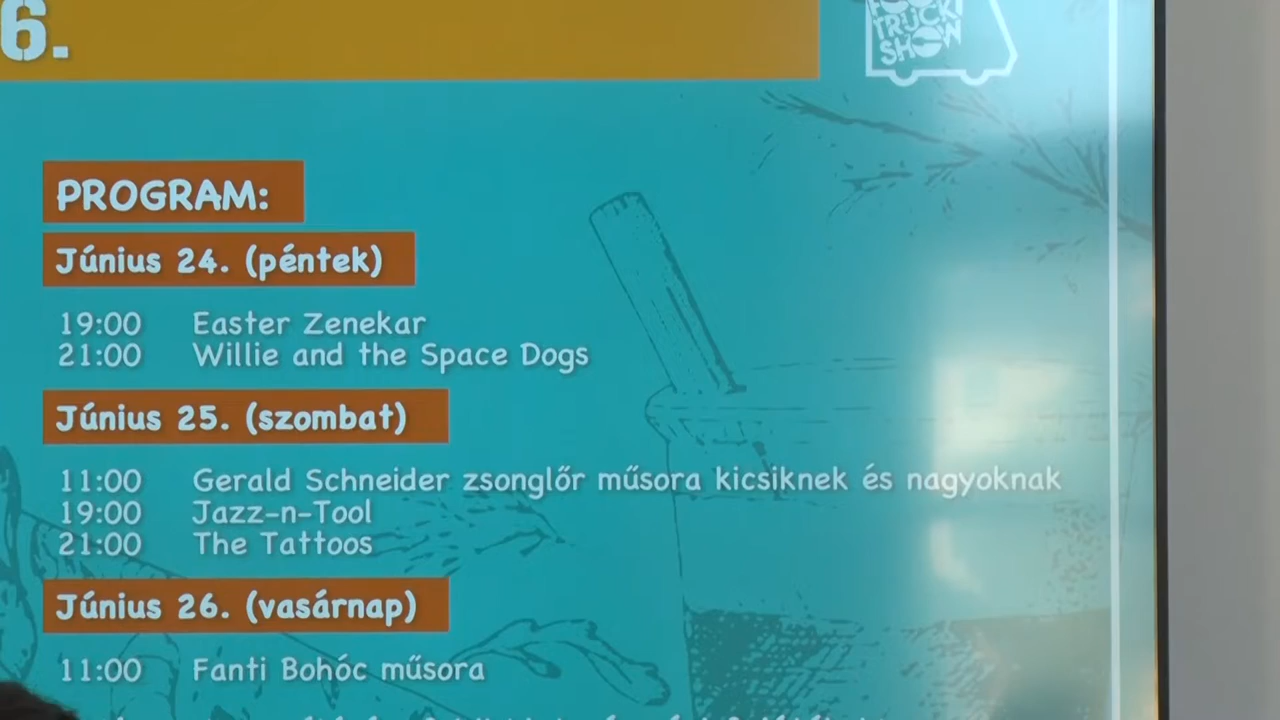 6.
TRUCK
SHOW
PROGRAM:
Június 24. (péntek)
19:00 Easter Zenekar
21:00 Willie and the Space Dogs
Június 25. (szombat)
11:00 Gerald Schneider zsonglőr műsora kicsiknek és nagyoknak
19:00 Jazz-n-Tool
21:00 The Tattoos
Június 26. (vasárnap)
11:00 Fanti Bohóc műsora